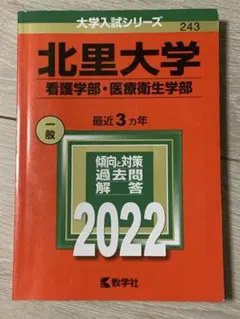 大学入試シリーズ
243
北里大学
看護学部・医療衛生学部
一般
最近3カ年
傾向と対策
過去問
解答
2022
教学社